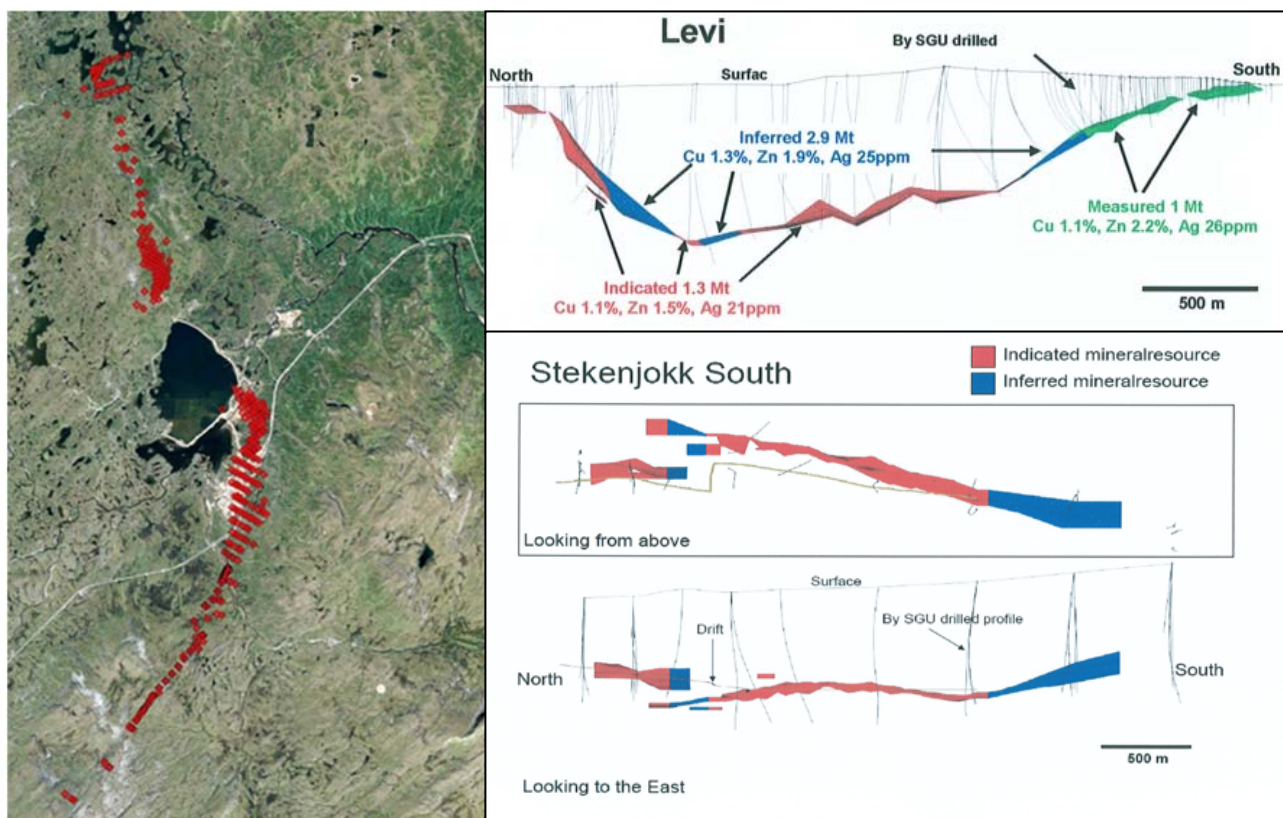 Levi
By SGU drilled
North
Surfac
South
Inferred 2.9 Mt
Cu 1.3%, Zn 1.9%, Ag 25ppm
Measured 1 Mt
Cu 1.1%, Zn 2.2%, Ag 26ppm
Indicated 1.3 Mt
Cu 1.1%, Zn 1.5%, Ag 21ppm
500 m
Stekenjokk South
Indicated mineralresource
Inferred mineralresource
Looking from above
Surface
Drift
By SGU drilled profile
North
South
500 m
Looking to the East